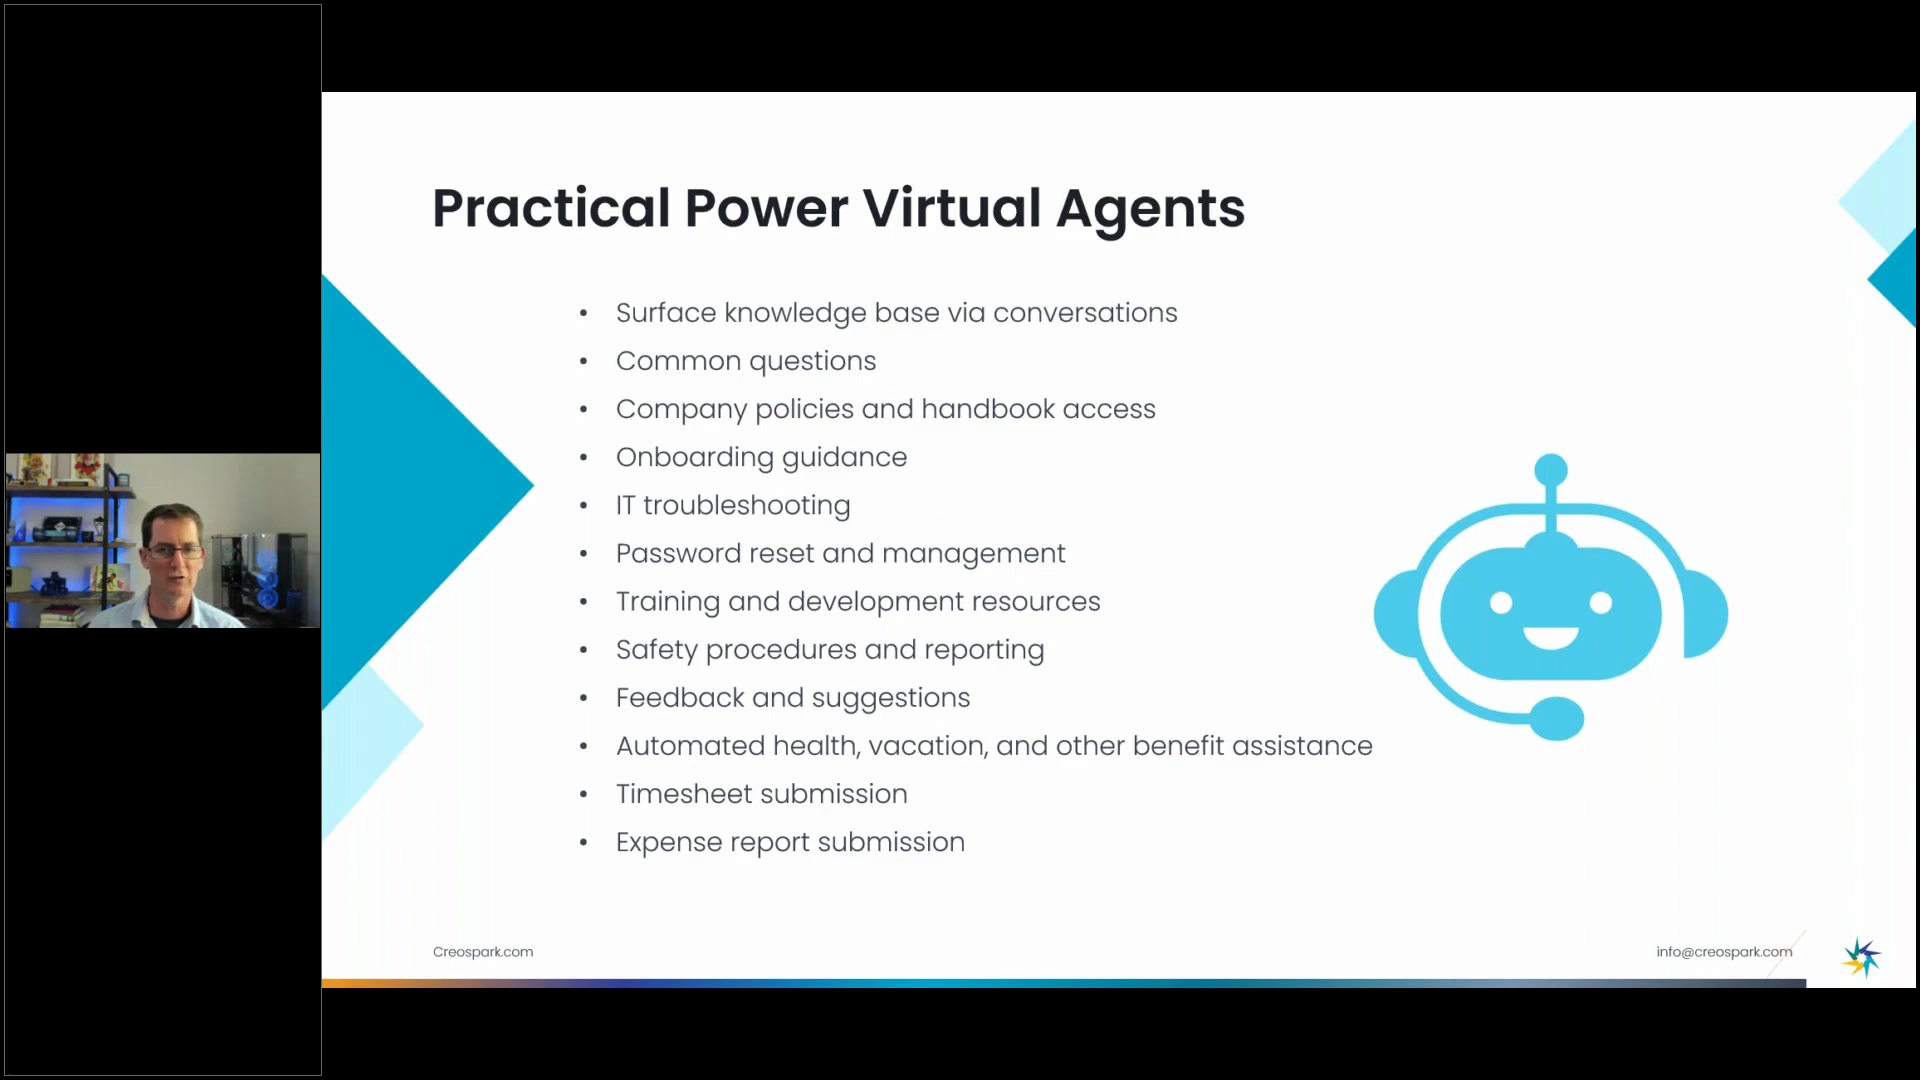 Practical Power Virtual Agents
• Surface knowledge base via conversations
• Common questions
• Company policies and handbook access
• Onboarding guidance
• IT troubleshooting
• Password reset and management
• Training and development resources
• Safety procedures and reporting
• Feedback and suggestions
• Automated health, vacation, and other benefit assistance
• Timesheet submission
• Expense report submission
Creospark.com
info@creospark.com